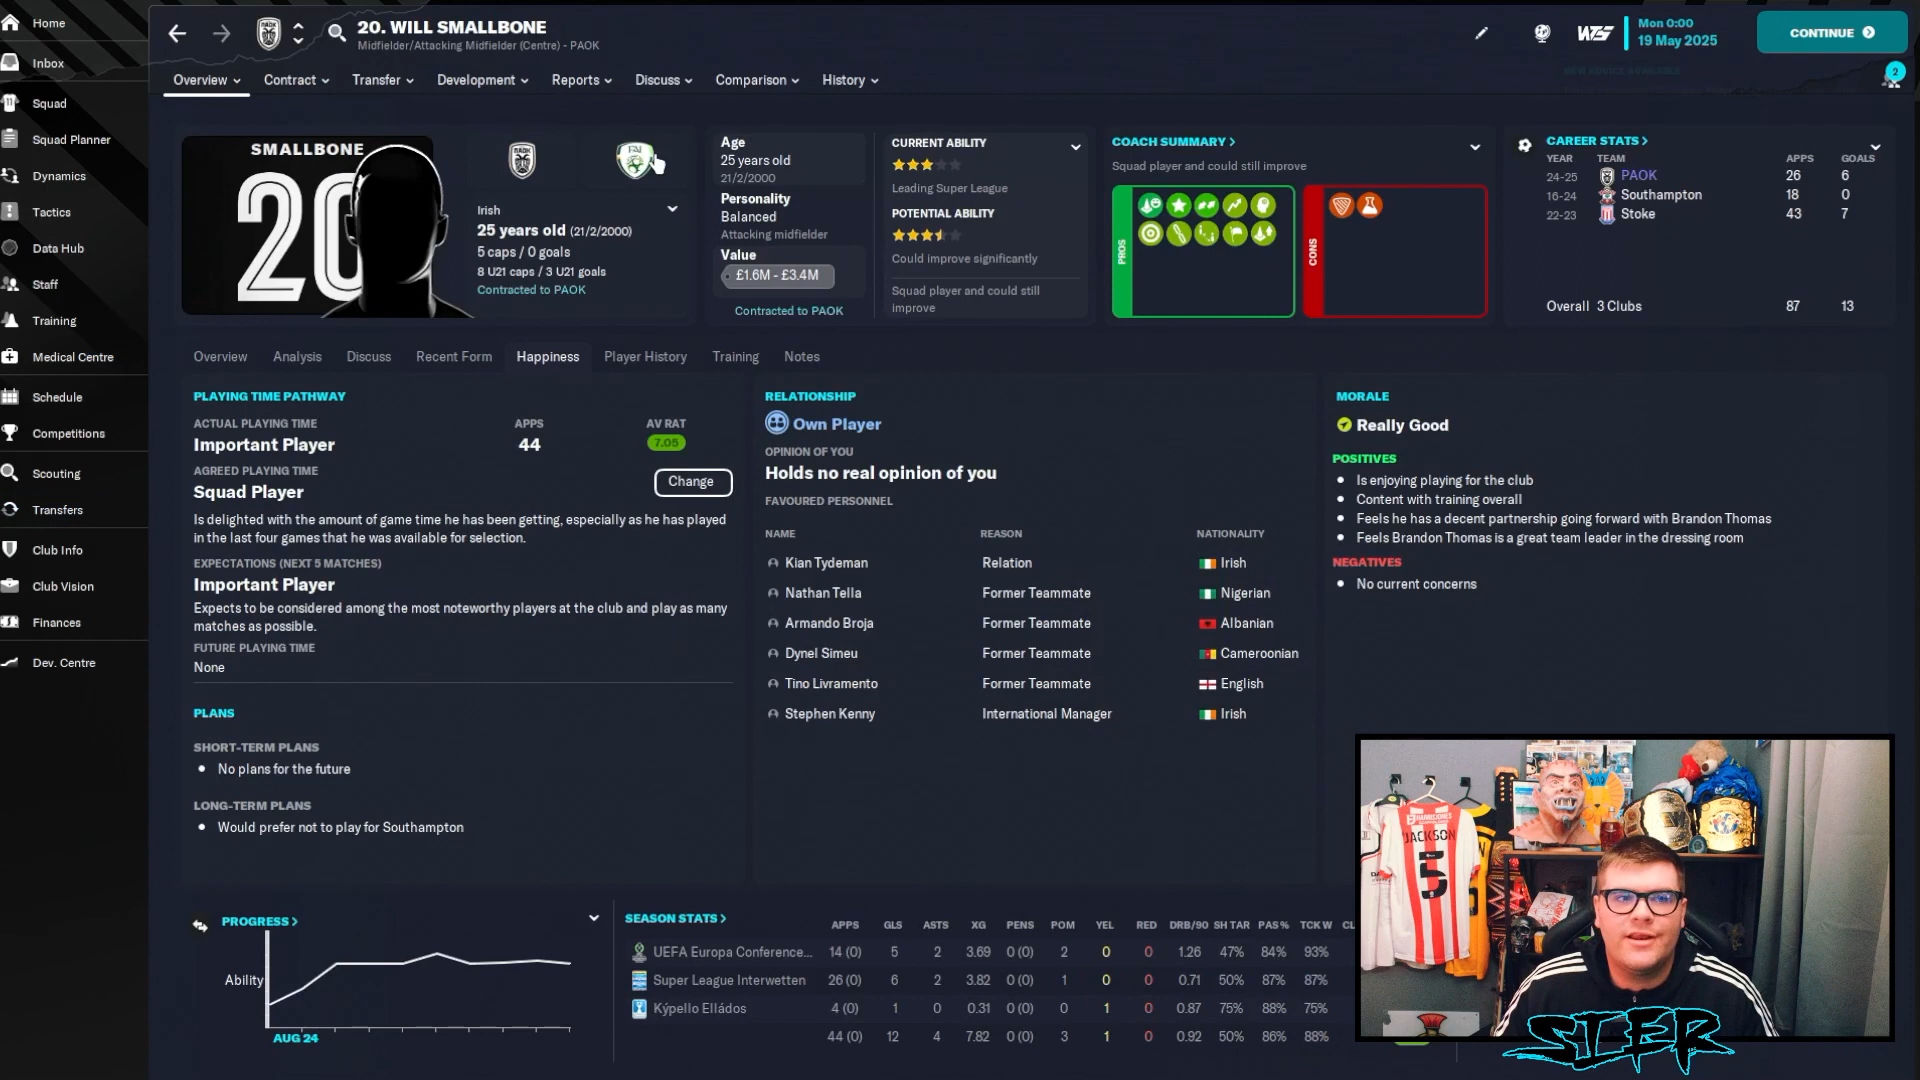 Home
Inbox
Squad
Squad Planner
Dynamics
Tactics
Data Hub
Staff
Training
Medical Centre
Schedule
Competitions
Scouting
Transfers
Club Info
Club Vision
Finances
Dev. Centre
20. WILL SMALLBONE
Midfielder/Attacking Midfielder (Centre) - PAOK
Mon 0:00
19 May 2025
CONTINUE
2
Overview
Contract
Transfer
Development
Reports
Discuss
Comparison
History
SMALLBONE
20
Irish
25 years old (21/2/2000)
5 caps / 0 goals
8 U21 caps / 3 U21 goals
Contracted to PAOK
Age
25 years old
21/2/2000
Personality
Balanced
Attacking midfielder
Value
£1.6M - £3.4M
Contracted to PAOK
CURRENT ABILITY
Leading Super League
POTENTIAL ABILITY
Could improve significantly
Squad player and could still
improve
COACH SUMMARY >
Squad player and could still improve
PROS
CONS
CAREER STATS >
YEAR TEAM APPS GOALS
24-25 PAOK 26 6
16-24 Southampton 18 0
22-23 Stoke 43 7
Overall 3 Clubs 87 13
Overview
Analysis
Discuss
Recent Form
Happiness
Player History
Training
Notes
PLAYING TIME PATHWAY
ACTUAL PLAYING TIME APPS AV RAT
Important Player 44 7.05
AGREED PLAYING TIME
Squad Player
Change
Is delighted with the amount of game time he has been getting, especially as he has played
in the last four games that he was available for selection.
EXPECTATIONS (NEXT 5 MATCHES)
Important Player
Expects to be considered among the most noteworthy players at the club and play as many
matches as possible.
FUTURE PLAYING TIME
None
PLANS
SHORT-TERM PLANS
No plans for the future
LONG-TERM PLANS
Would prefer not to play for Southampton
RELATIONSHIP
Own Player
OPINION OF YOU
Holds no real opinion of you
FAVOURED PERSONNEL
NAME REASON NATIONALITY
Kian Tydeman Relation Irish
Nathan Tella Former Teammate Nigerian
Armando Broja Former Teammate Albanian
Dynel Simeu Former Teammate Cameroonian
Tino Livramento Former Teammate English
Stephen Kenny International Manager Irish
MORALE
Really Good
POSITIVES
Is enjoying playing for the club
Content with training overall
Feels he has a decent partnership going forward with Brandon Thomas
Feels Brandon Thomas is a great team leader in the dressing room
NEGATIVES
No current concerns
PROGRESS >
Ability
AUG 24
SEASON STATS > APPS GLS ASTS XG PENS POM YEL RED DRB/90 SH TAR PAS% TCK W CL
UEFA Europa Conference... 14 (0) 5 2 3.69 0 (0) 2 0 0 1.26 47% 84% 93%
Super League Interwetten 26 (0) 6 2 3.82 0 (0) 1 0 0 0.71 50% 87% 87%
Kýpello Elládos 4 (0) 1 0 0.31 0 (0) 0 1 0 0.87 75% 88% 75%
44 (0) 12 4 7.82 0 (0) 3 1 0 0.92 50% 86% 88%
JACKSON
5